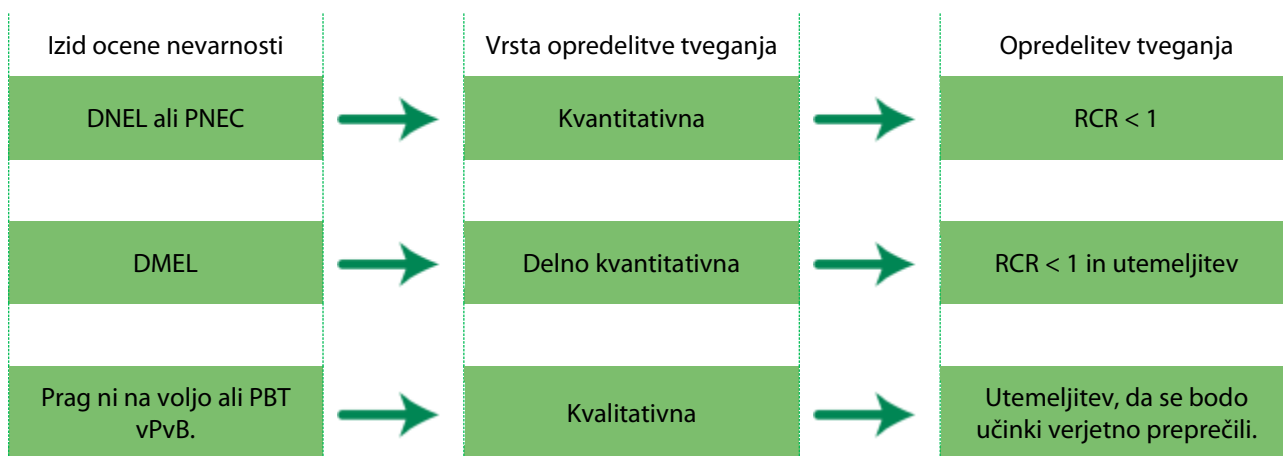 Izid ocene nevarnosti
Vrsta opredelitve tveganja
Opredelitev tveganja
DNEL ali PNEC
Kvantitativna
RCR < 1
DMEL
Delno kvantitativna
RCR < 1 in utemeljitev
Prag ni na voljo ali PBT
vPvB.
Kvalitativna
Utemeljitev, da se bodo
učinki verjetno preprečili.